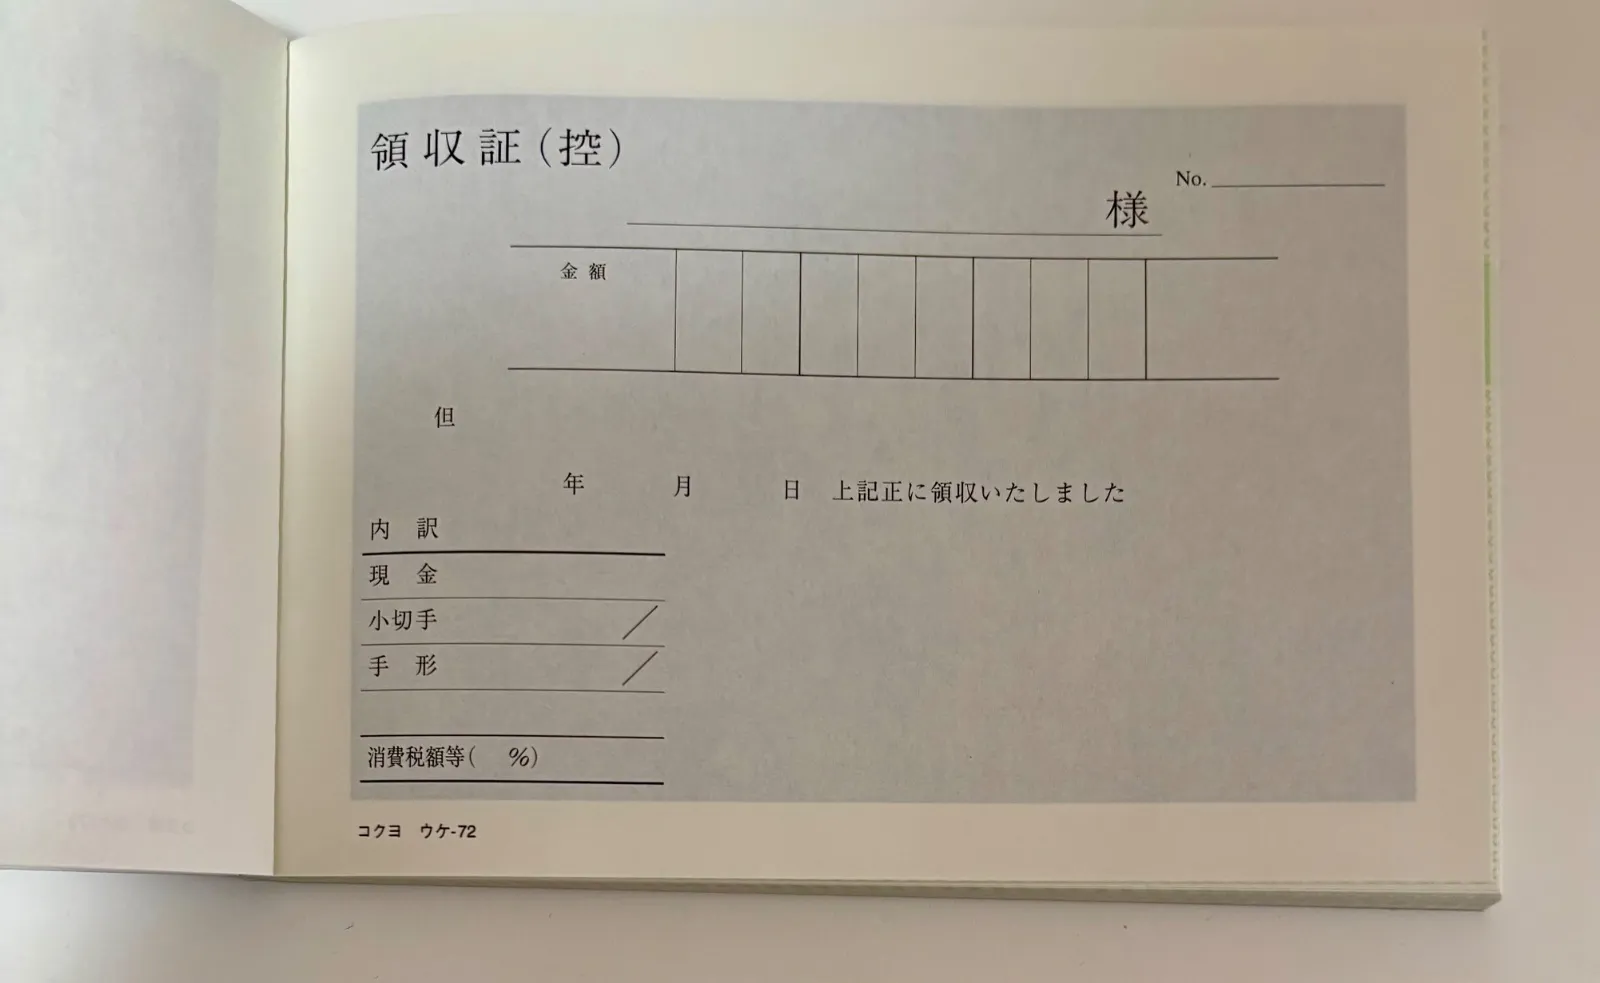 領収証(控)
No.
様
金額
但
年 月 日 上記正に領収いたしました
内 訳
現 金
小切手 ／
手 形 ／
消費税額等( %)
コクヨ ウケ-72